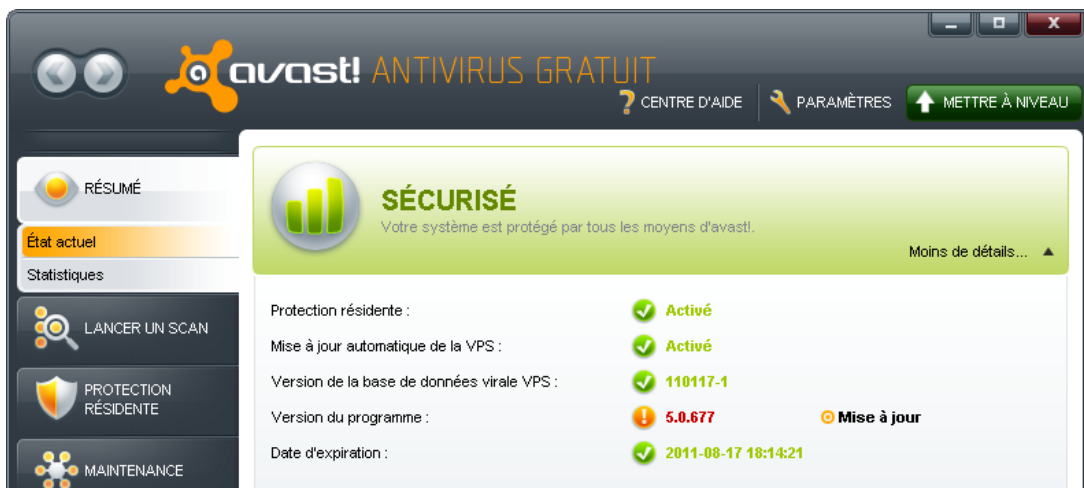 avast! ANTIVIRUS GRATUIT
CENTRE D'AIDE
PARAMÈTRES
METTRE À NIVEAU
RÉSUMÉ
État actuel
Statistiques
LANCER UN SCAN
PROTECTION
RÉSIDENTE
MAINTENANCE
SÉCURISÉ
Votre système est protégé par tous les moyens d'avast!.
Moins de détails...
Protection résidente : Activé
Mise à jour automatique de la VPS : Activé
Version de la base de données virale VPS : 110117-1
Version du programme : 5.0.677 Mise à jour
Date d'expiration : 2011-08-17 18:14:21